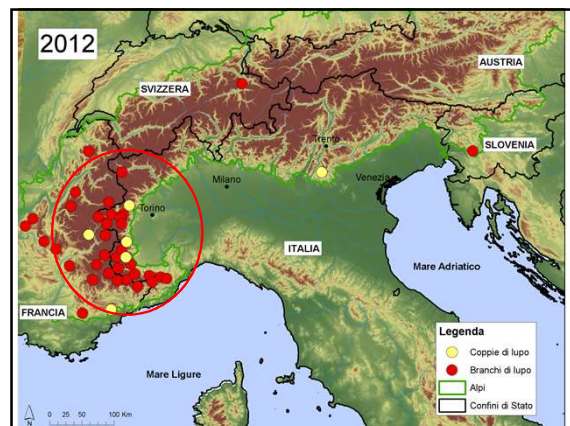 2012
AUSTRIA
SVIZZERA
Trento
SLOVENIA
Milano
Venezia
Torino
ITALIA
Mare Adriatico
FRANCIA
Mare Ligure
Legenda
Coppie di lupo
Branchi di lupo
Alpi
Confini di Stato
N
0 25 50 100 Km